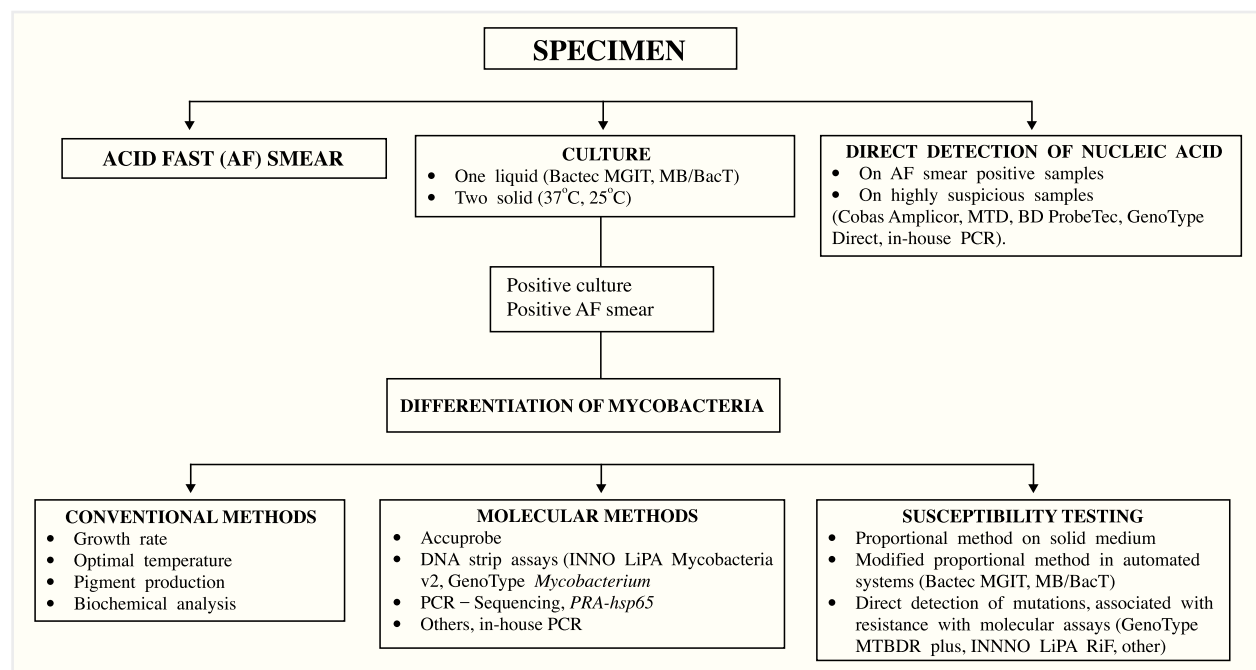 SPECIMEN
ACID FAST (AF) SMEAR
CULTURE
• One liquid (Bactec MGIT, MB/BacT)
• Two solid (37°C, 25°C)
DIRECT DETECTION OF NUCLEIC ACID
• On AF smear positive samples
• On highly suspicious samples
(Cobas Amplicor, MTD, BD ProbeTec, GenoType
Direct, in-house PCR).
Positive culture
Positive AF smear
DIFFERENTIATION OF MYCOBACTERIA
CONVENTIONAL METHODS
• Growth rate
• Optimal temperature
• Pigment production
• Biochemical analysis
MOLECULAR METHODS
• Accuprobe
• DNA strip assays (INNO LiPA Mycobacteria
v2, GenoType Mycobacterium
• PCR − Sequencing, PRA-hsp65
• Others, in-house PCR
SUSCEPTIBILITY TESTING
• Proportional method on solid medium
• Modified proportional method in automated
systems (Bactec MGIT, MB/BacT)
• Direct detection of mutations, associated with
resistance with molecular assays (GenoType
MTBDR plus, INNNO LiPA RiF, other)